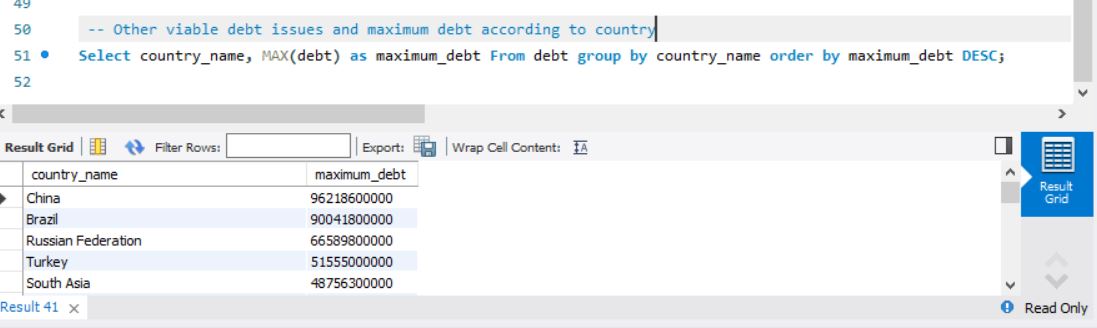 49
50 -- Other viable debt issues and maximum debt according to country
51 Select country_name, MAX(debt) as maximum_debt From debt group by country_name order by maximum_debt DESC;
52
Result Grid Filter Rows: Export: Wrap Cell Content: IA
country_name maximum_debt
China 96218600000
Brazil 90041800000
Russian Federation 66589800000
Turkey 51555000000
South Asia 48756300000
Result
Grid
Result 41 × Read Only